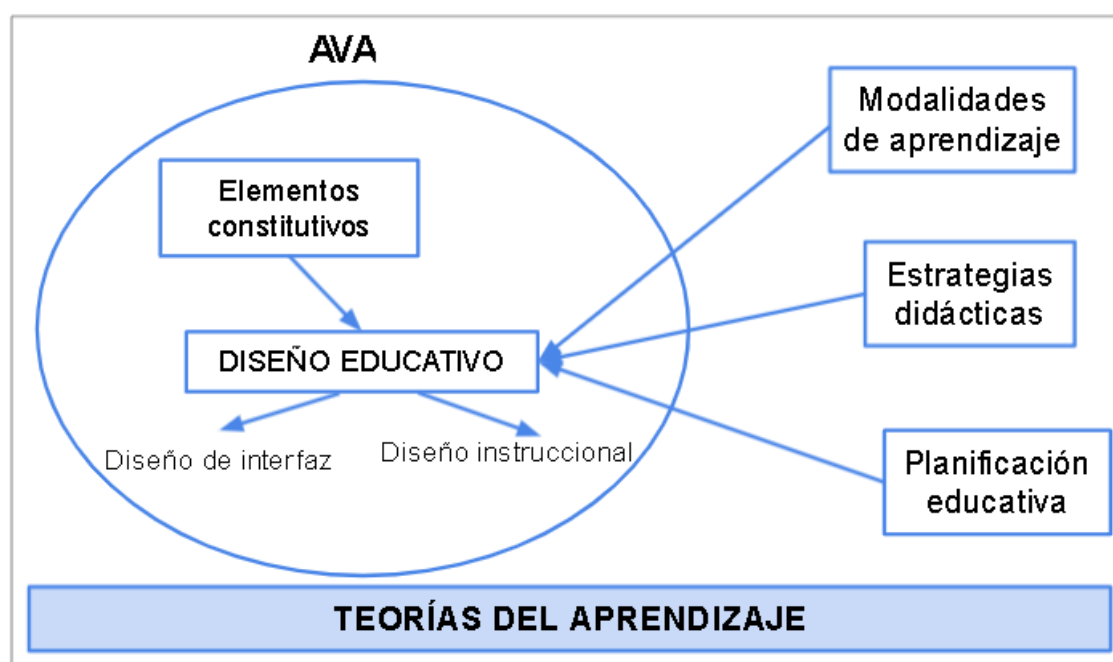 AVA
Elementos
constitutivos
DISEÑO EDUCATIVO
Diseño de interfaz
Diseño instruccional
Modalidades
de aprendizaje
Estrategias
didácticas
Planificación
educativa
TEORÍAS DEL APRENDIZAJE